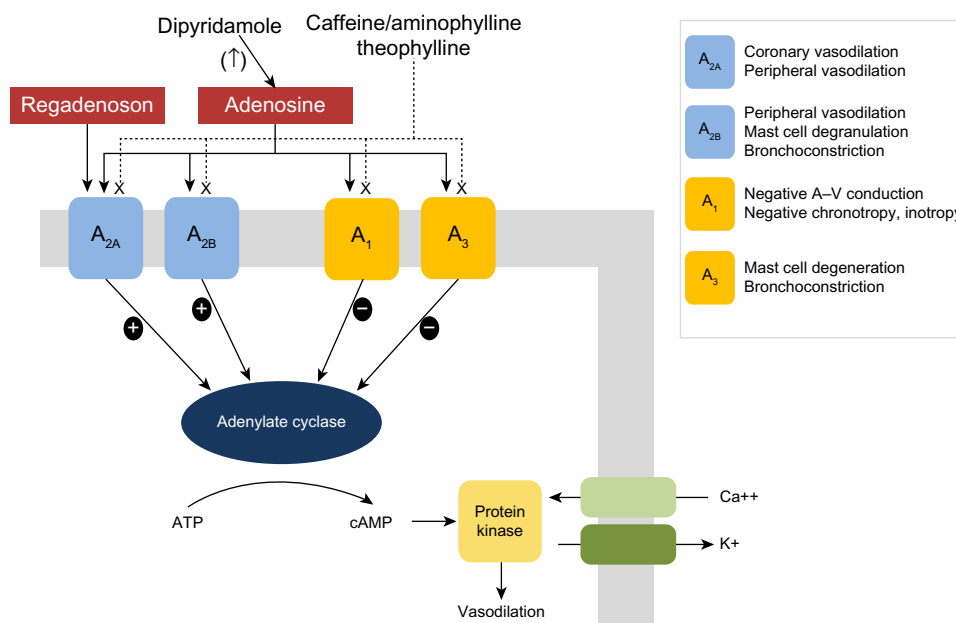 Dipyridamole
Caffeine/aminophylline
theophylline
(↑)
Regadenoson
Adenosine
X
X
X
X
A2A
A2B
A1
A3
+
+
−
−
Adenylate cyclase
ATP
cAMP
Protein
kinase
Vasodilation
Ca++
K+
A2A
Coronary vasodilation
Peripheral vasodilation
A2B
Peripheral vasodilation
Mast cell degranulation
Bronchoconstriction
A1
Negative A–V conduction
Negative chronotropy, inotropy
A3
Mast cell degeneration
Bronchoconstriction